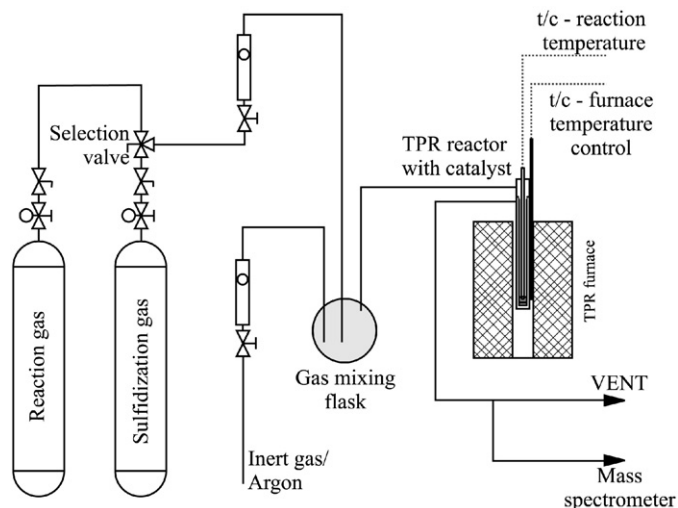 t/c - reaction
temperature
t/c - furnace
temperature
control
Selection
valve
TPR reactor
with catalyst
Reaction gas
Sulfidization gas
TPR furnace
Gas mixing
flask
VENT
Inert gas/
Argon
Mass
spectrometer